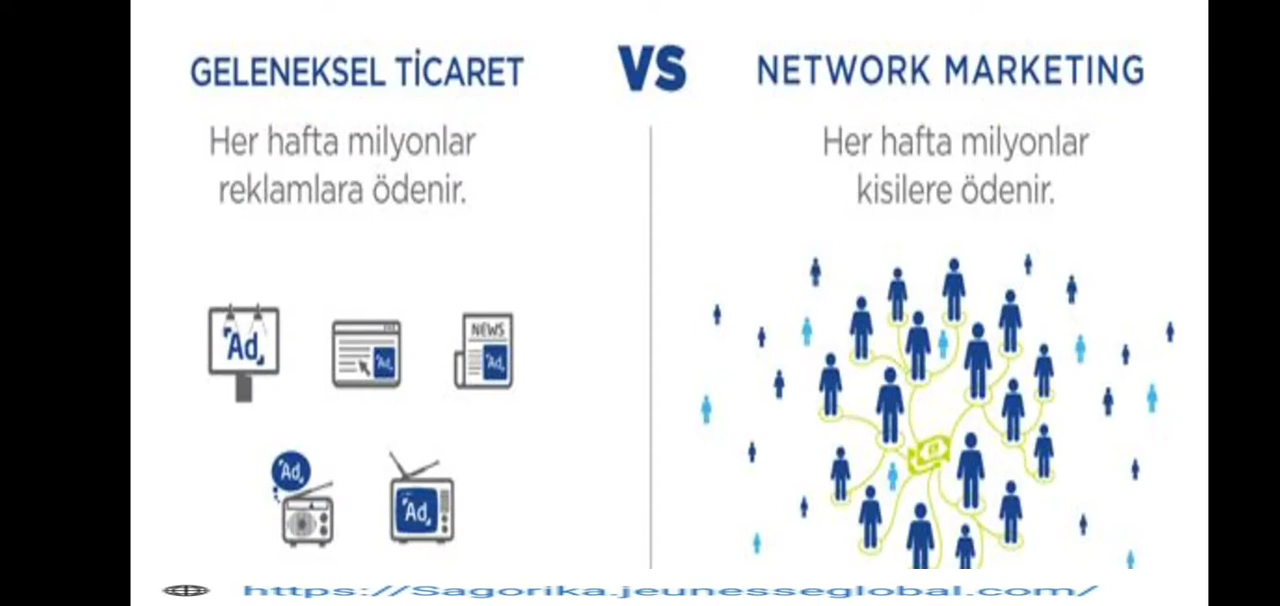 GELENEKSEL TİCARET
VS
NETWORK MARKETING
Her hafta milyonlar
reklamlara ödenir.
Her hafta milyonlar
kisilere ödenir.
Ad
Ad
NEWS
Ad
Ad
Ad
https://Sagorika.jeunesseglobal.com/